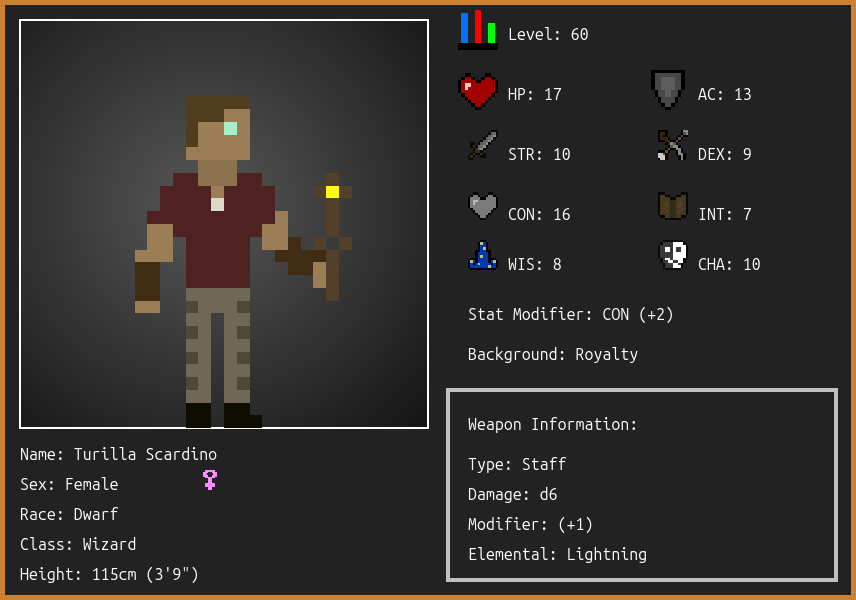 Level: 60
HP: 17
AC: 13
STR: 10
DEX: 9
CON: 16
INT: 7
WIS: 8
CHA: 10
Stat Modifier: CON (+2)
Background: Royalty
Weapon Information:
Type: Staff
Damage: d6
Modifier: (+1)
Elemental: Lightning
Name: Turilla Scardino
Sex: Female
Race: Dwarf
Class: Wizard
Height: 115cm (3'9")